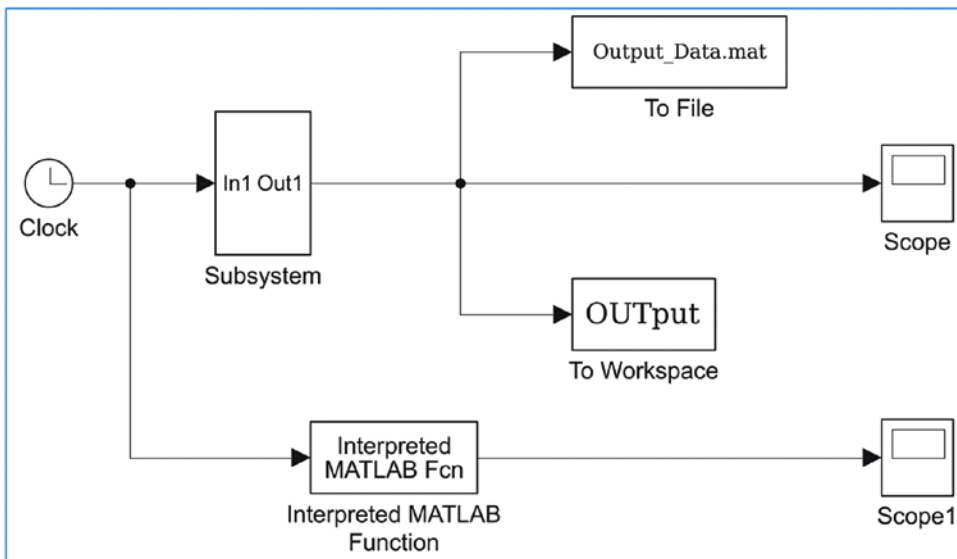 Output_Data.mat
To File
In1 Out1
Clock
Subsystem
Scope
OUTput
To Workspace
Interpreted
MATLAB Fcn
Interpreted MATLAB
Function
Scope1